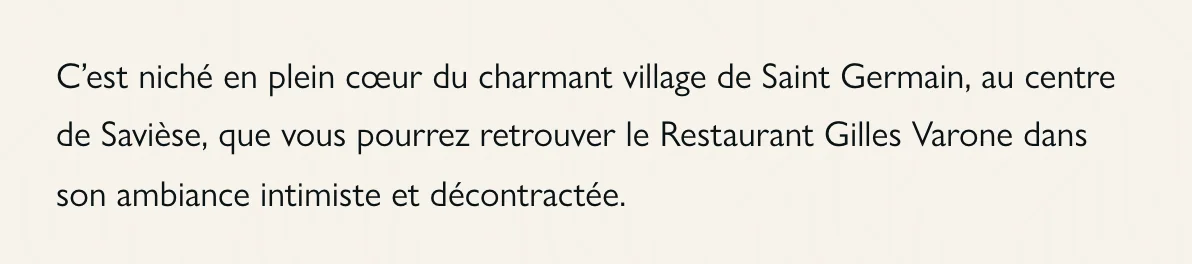 C’est niché en plein cœur du charmant village de Saint Germain, au centre
de Savièse, que vous pourrez retrouver le Restaurant Gilles Varone dans
son ambiance intimiste et décontractée.